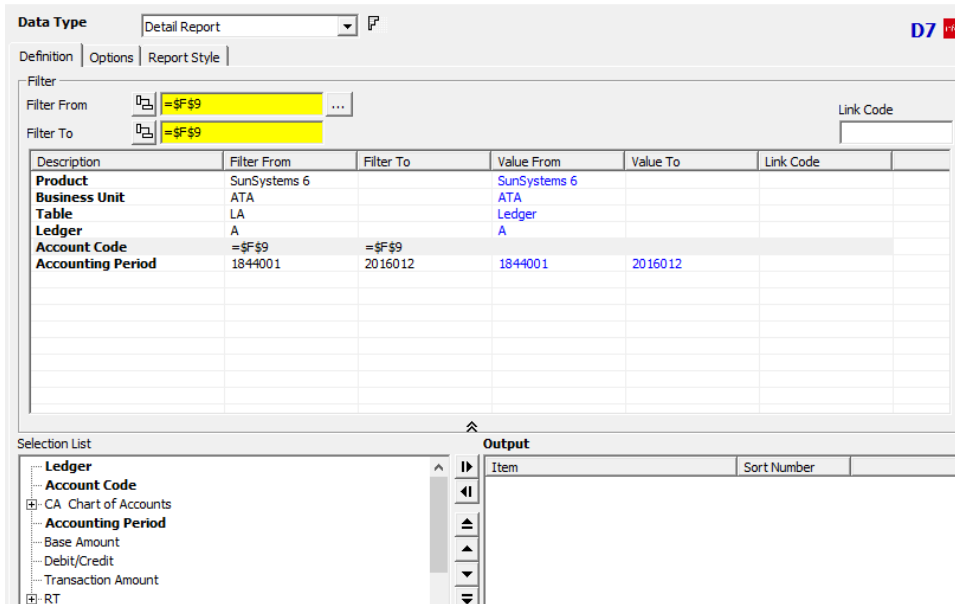 Data Type Detail Report
D7
Definition Options Report Style
Filter
Filter From =$F$9 ...
Link Code
Filter To =$F$9
Description Filter From Filter To Value From Value To Link Code
Product SunSystems 6 SunSystems 6
Business Unit ATA ATA
Table LA Ledger
Ledger A A
Account Code =$F$9 =$F$9
Accounting Period 1844001 2016012 1844001 2016012
Selection List Output
Ledger Item Sort Number
Account Code
CA Chart of Accounts
Accounting Period
Base Amount
Debit/Credit
Transaction Amount
RT